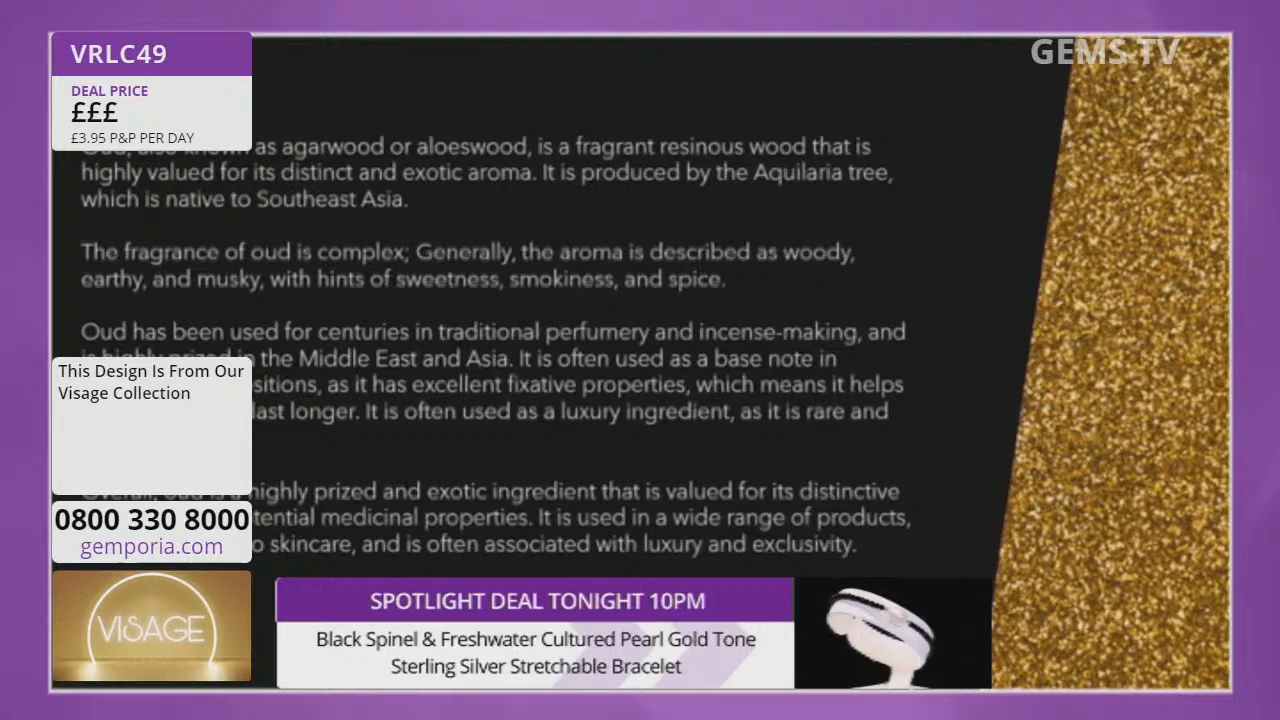 VRLC49
DEAL PRICE
£££
£3.95 P&P PER DAY
GEMS TV
as agarwood or aloeswood, is a fragrant resinous wood that is
highly valued for its distinct and exotic aroma. It is produced by the Aquilaria tree,
which is native to Southeast Asia.
The fragrance of oud is complex; Generally, the aroma is described as woody,
earthy, and musky, with hints of sweetness, smokiness, and spice.
Oud has been used for centuries in traditional perfumery and incense-making, and
is highly prized in the Middle East and Asia. It is often used as a base note in
sitions, as it has excellent fixative properties, which means it helps
last longer. It is often used as a luxury ingredient, as it is rare and
highly prized and exotic ingredient that is valued for its distinctive
tential medicinal properties. It is used in a wide range of products,
o skincare, and is often associated with luxury and exclusivity.
This Design Is From Our
Visage Collection
0800 330 8000
gemporia.com
VISAGE
SPOTLIGHT DEAL TONIGHT 10PM
Black Spinel & Freshwater Cultured Pearl Gold Tone
Sterling Silver Stretchable Bracelet